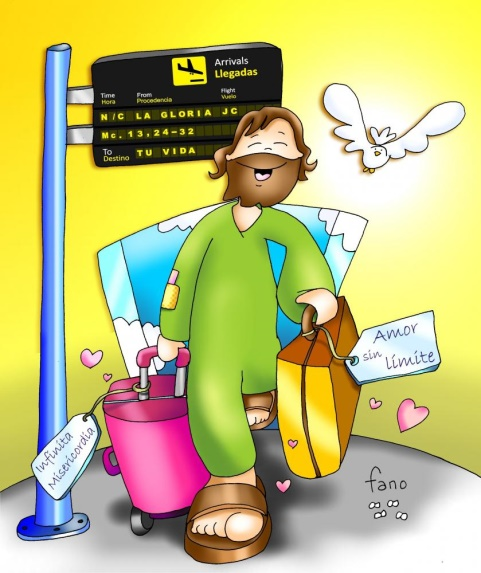 Arrivals
Llegadas
Time From Flight
Hora Procedencia Vuelo
N/C LA GLORIA JC
Mc. 13,24-32
To
Destino TU VIDA
Amor
sin límite
Infinita
Misericordia
fano